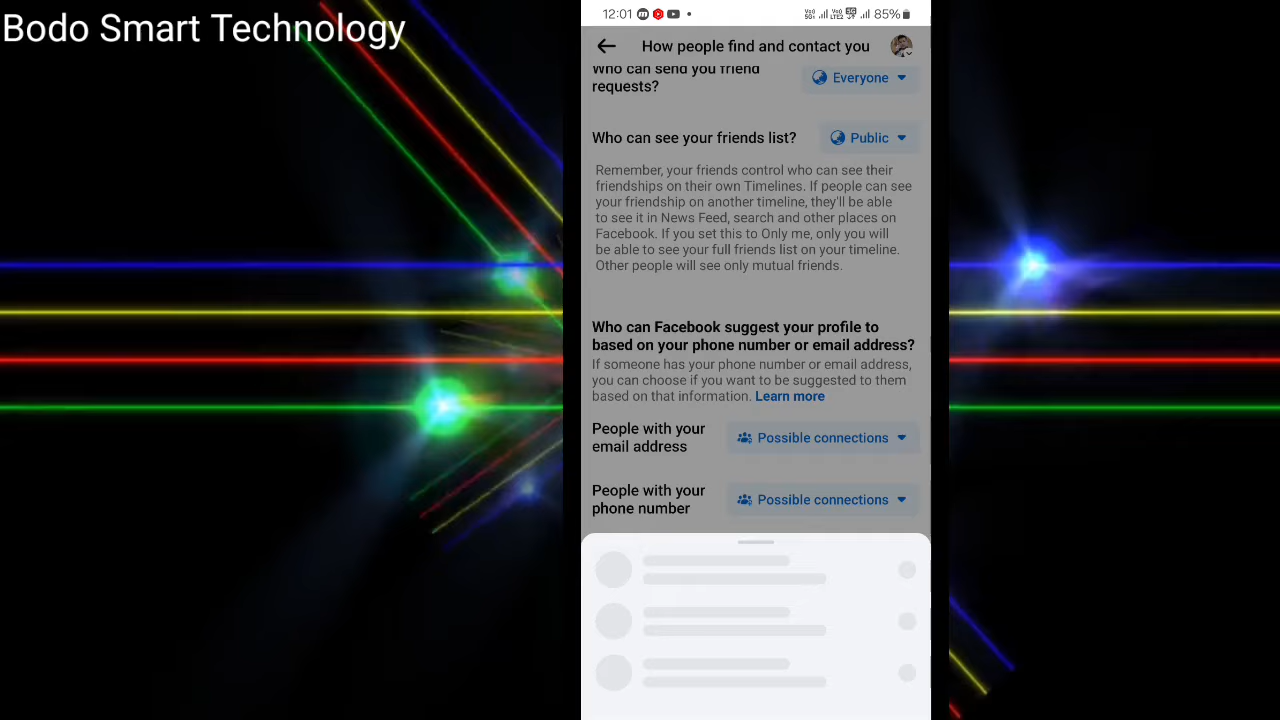 Bodo Smart Technology
12:01
85%
How people find and contact you
Who can send you friend
requests?
Everyone
Who can see your friends list?
Public
Remember, your friends control who can see their
friendships on their own Timelines. If people can see
your friendship on another timeline, they'll be able
to see it in News Feed, search and other places on
Facebook. If you set this to Only me, only you will
be able to see your full friends list on your timeline.
Other people will see only mutual friends.
Who can Facebook suggest your profile to
based on your phone number or email address?
If someone has your phone number or email address,
you can choose if you want to be suggested to them
based on that information. Learn more
People with your
email address
Possible connections
People with your
phone number
Possible connections